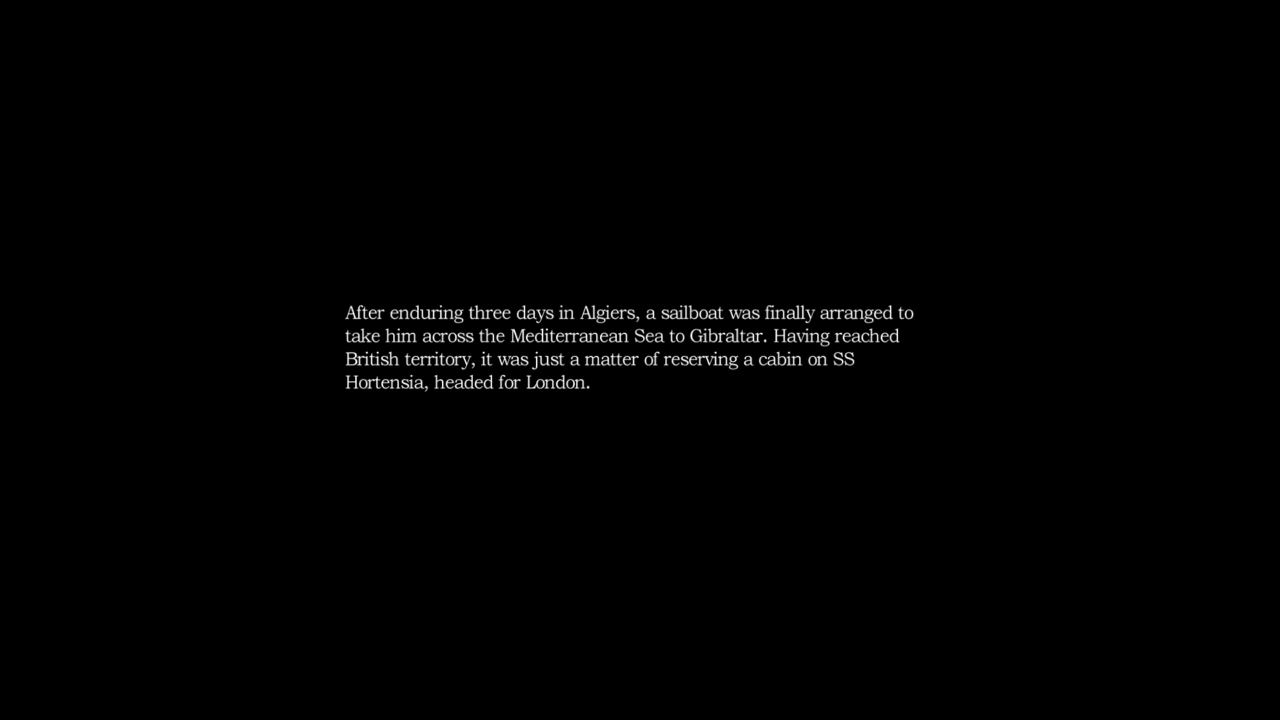 After enduring three days in Algiers, a sailboat was finally arranged to
take him across the Mediterranean Sea to Gibraltar. Having reached
British territory, it was just a matter of reserving a cabin on SS
Hortensia, headed for London.